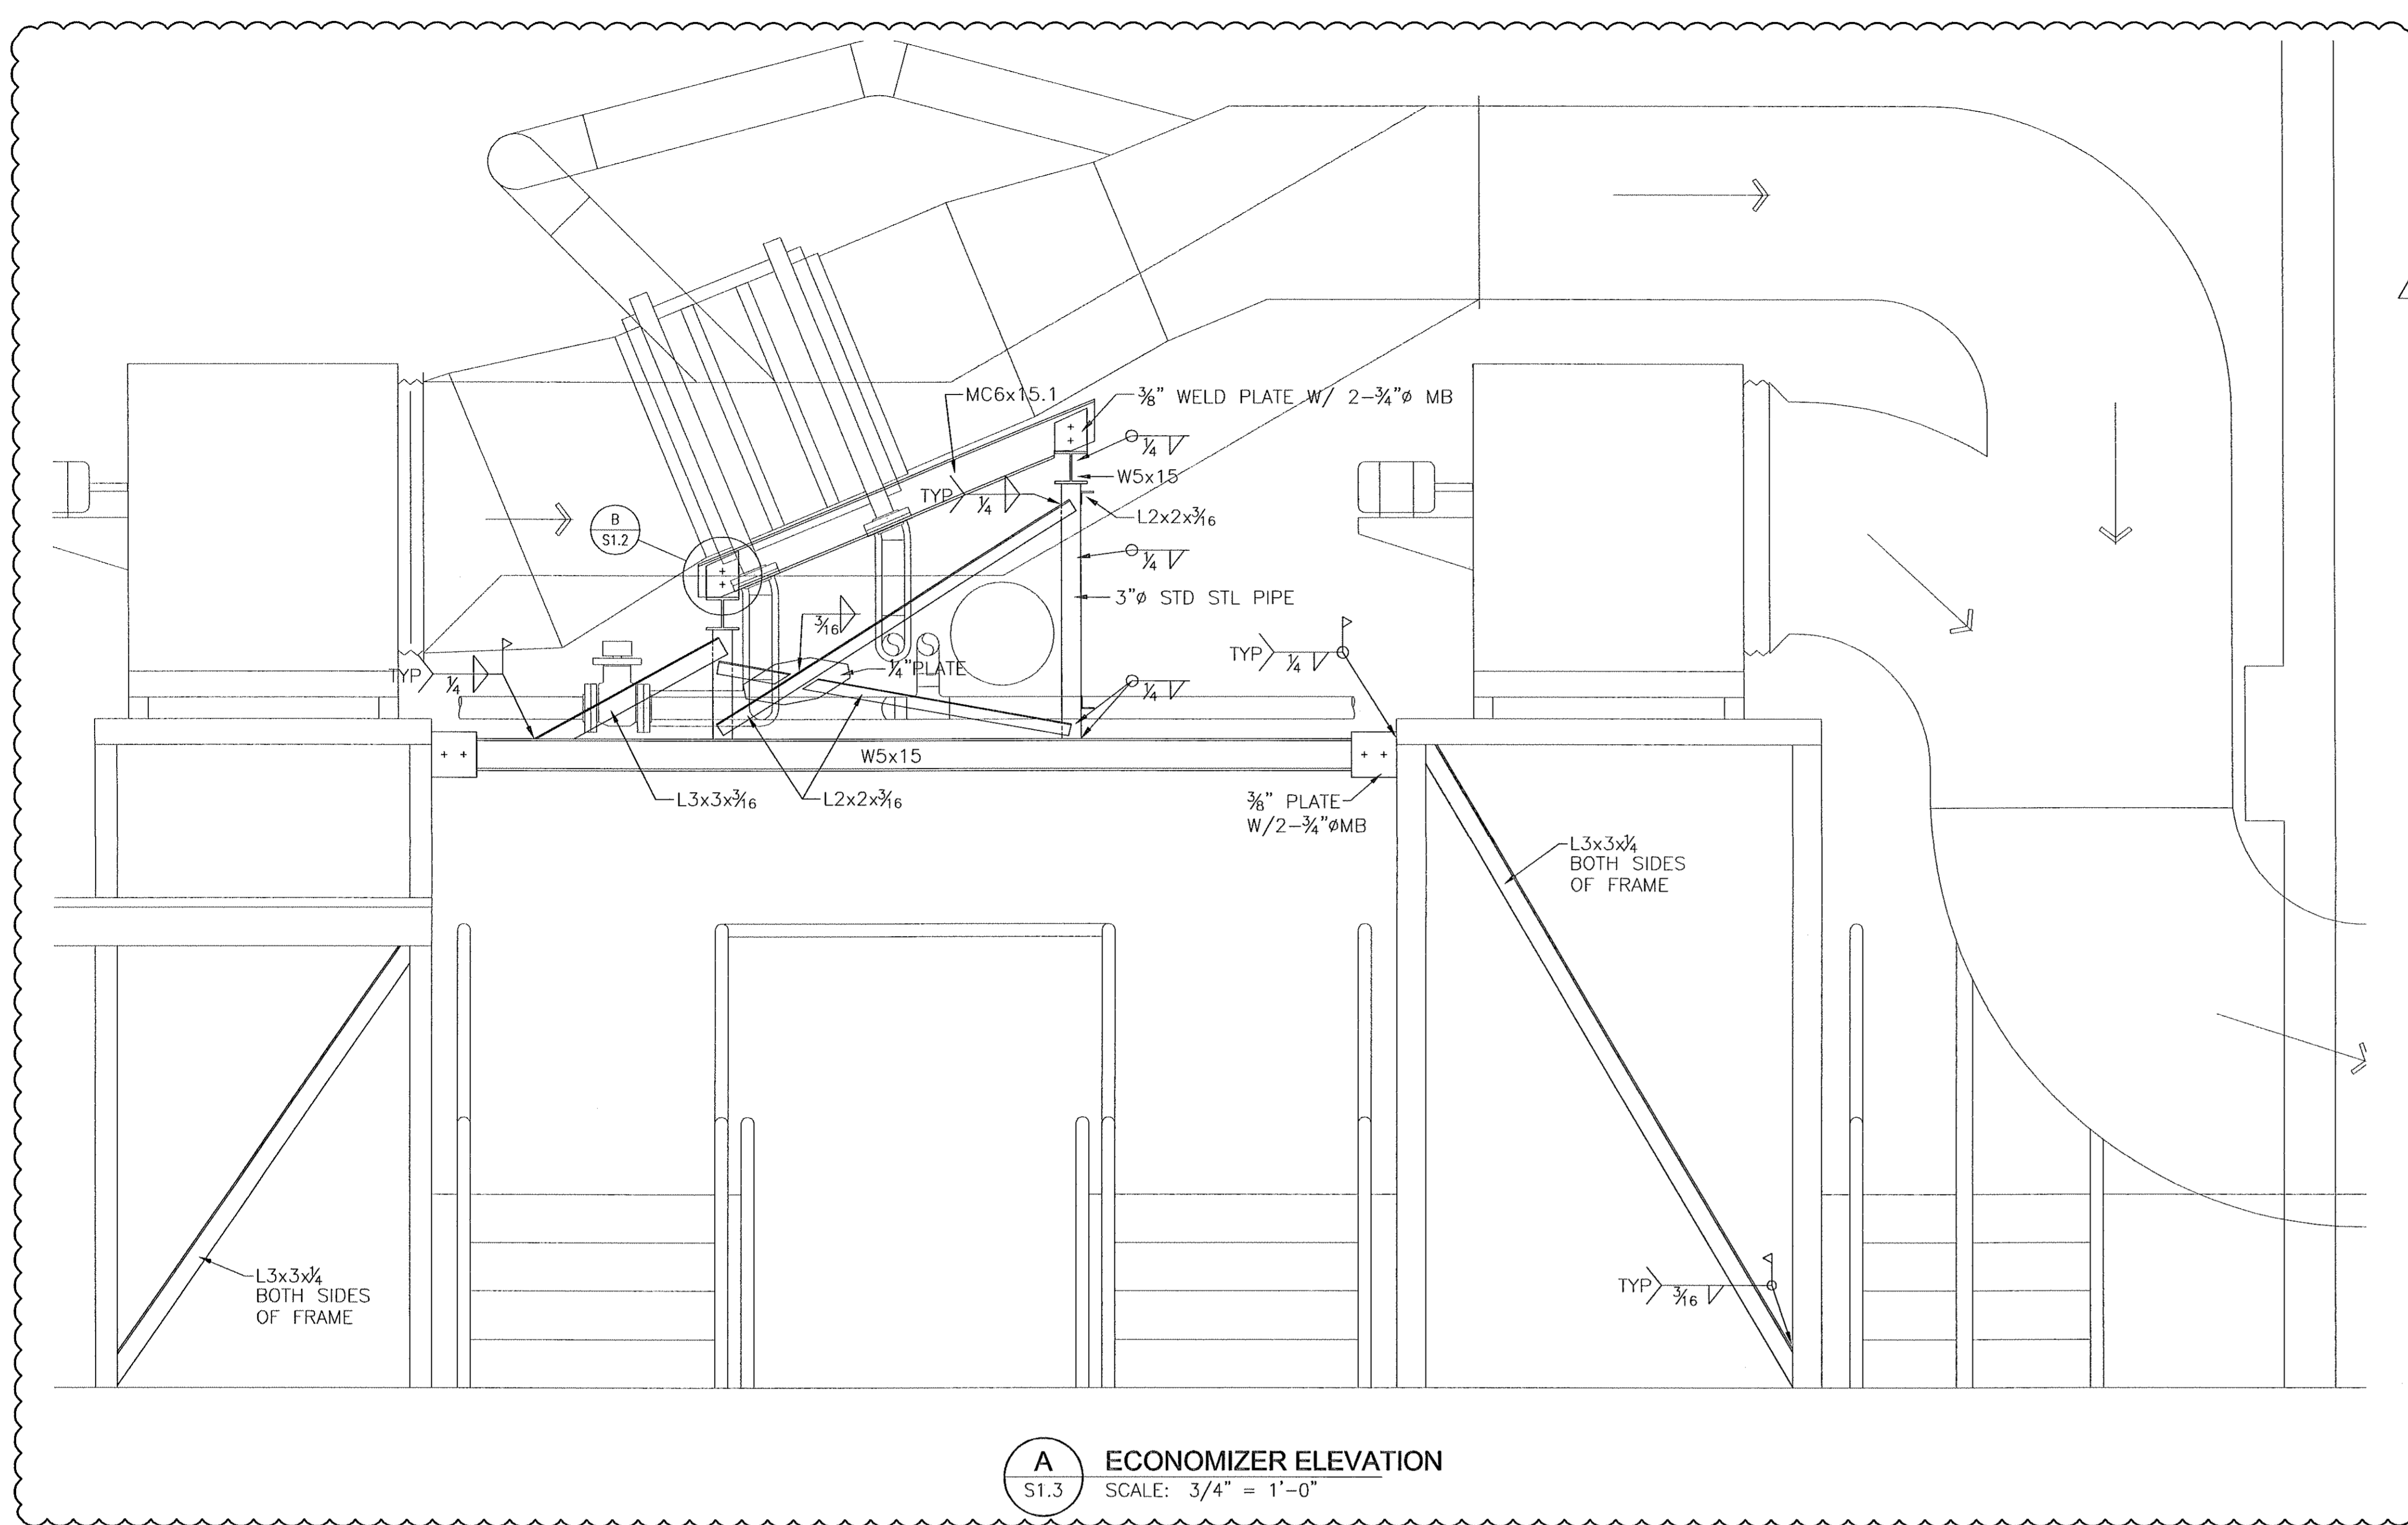 MC6x15.1
⅜" WELD PLATE W/ 2-¾"ø MB
¼
W5x15
TYP
¼
L2x2x³⁄₁₆
B
S1.2
¼
3"ø STD STL PIPE
³⁄₁₆
TYP
¼
¼"PLATE
TYP
¼
¼
W5x15
L3x3x³⁄₁₆
L2x2x³⁄₁₆
⅜" PLATE
W/2-¾"øMB
L3x3x¼
BOTH SIDES
OF FRAME
L3x3x¼
BOTH SIDES
OF FRAME
TYP
³⁄₁₆
A
S1.3
ECONOMIZER ELEVATION
SCALE: 3/4" = 1'-0"